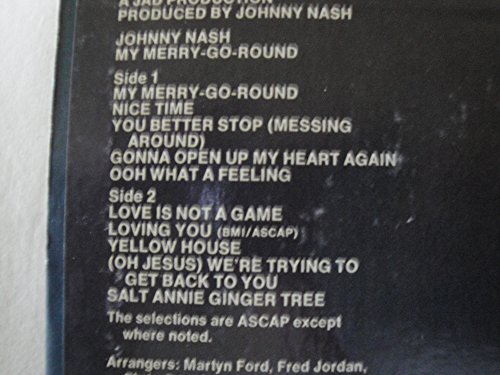 A JAD PRODUCTION
PRODUCED BY JOHNNY NASH
JOHNNY NASH
MY MERRY-GO-ROUND
Side 1
MY MERRY-GO-ROUND
NICE TIME
YOU BETTER STOP (MESSING
AROUND)
GONNA OPEN UP MY HEART AGAIN
OOH WHAT A FEELING
Side 2
LOVE IS NOT A GAME
LOVING YOU (BMI/ASCAP)
YELLOW HOUSE
(OH JESUS) WE'RE TRYING TO
GET BACK TO YOU
SALT ANNIE GINGER TREE
The selections are ASCAP except
where noted.
Arrangers: Martyn Ford, Fred Jordan,